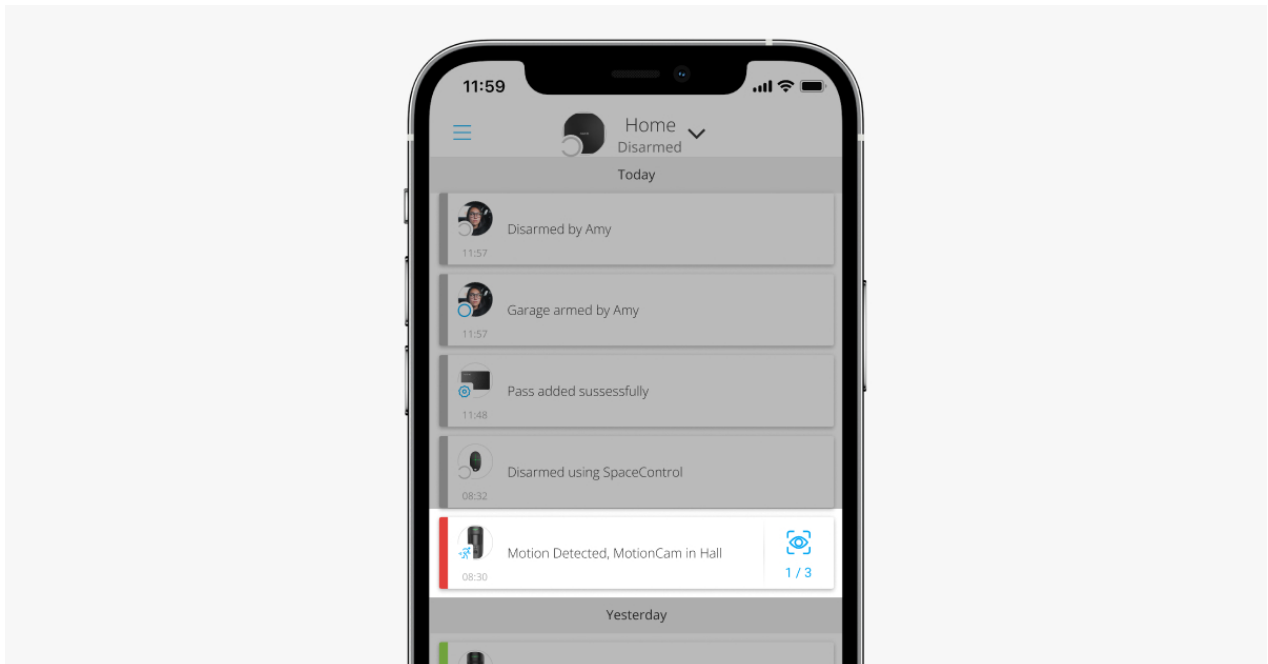 11:59
Home
Disarmed
Today
Disarmed by Amy
11:57
Garage armed by Amy
11:57
Pass added sussessfully
11:48
Disarmed using SpaceControl
08:32
Motion Detected, MotionCam in Hall
08:30
1 / 3
Yesterday